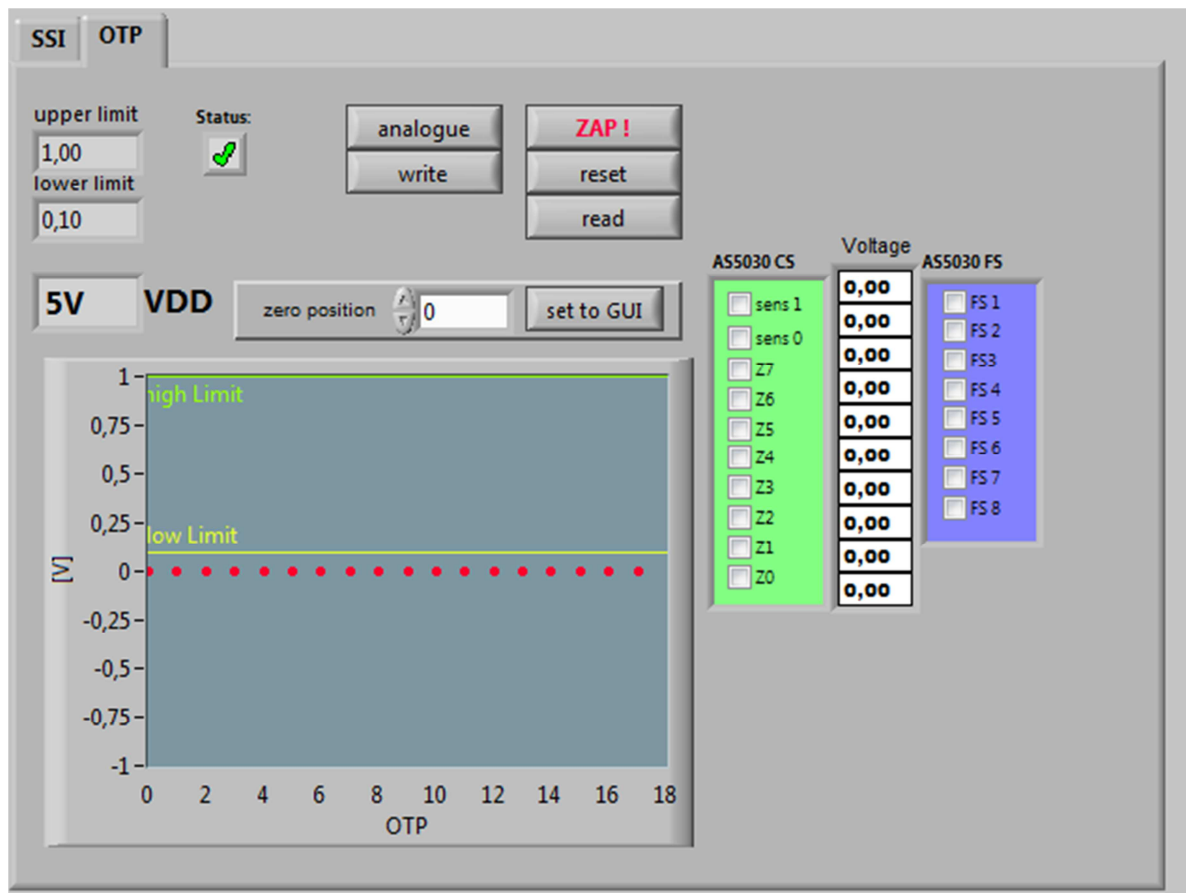 SSI OTP
upper limit
1,00
lower limit
0,10
Status:
analogue
write
ZAP !
reset
read
5V VDD
zero position 0 set to GUI
1
0,75
0,5
0,25
0
-0,25
-0,5
-0,75
-1
[V]
high Limit
low Limit
0 2 4 6 8 10 12 14 16 18
OTP
AS5030 CS
sens 1
sens 0
Z7
Z6
Z5
Z4
Z3
Z2
Z1
Z0
Voltage
0,00
0,00
0,00
0,00
0,00
0,00
0,00
0,00
0,00
0,00
AS5030 FS
FS 1
FS 2
FS3
FS 4
FS 5
FS 6
FS 7
FS 8